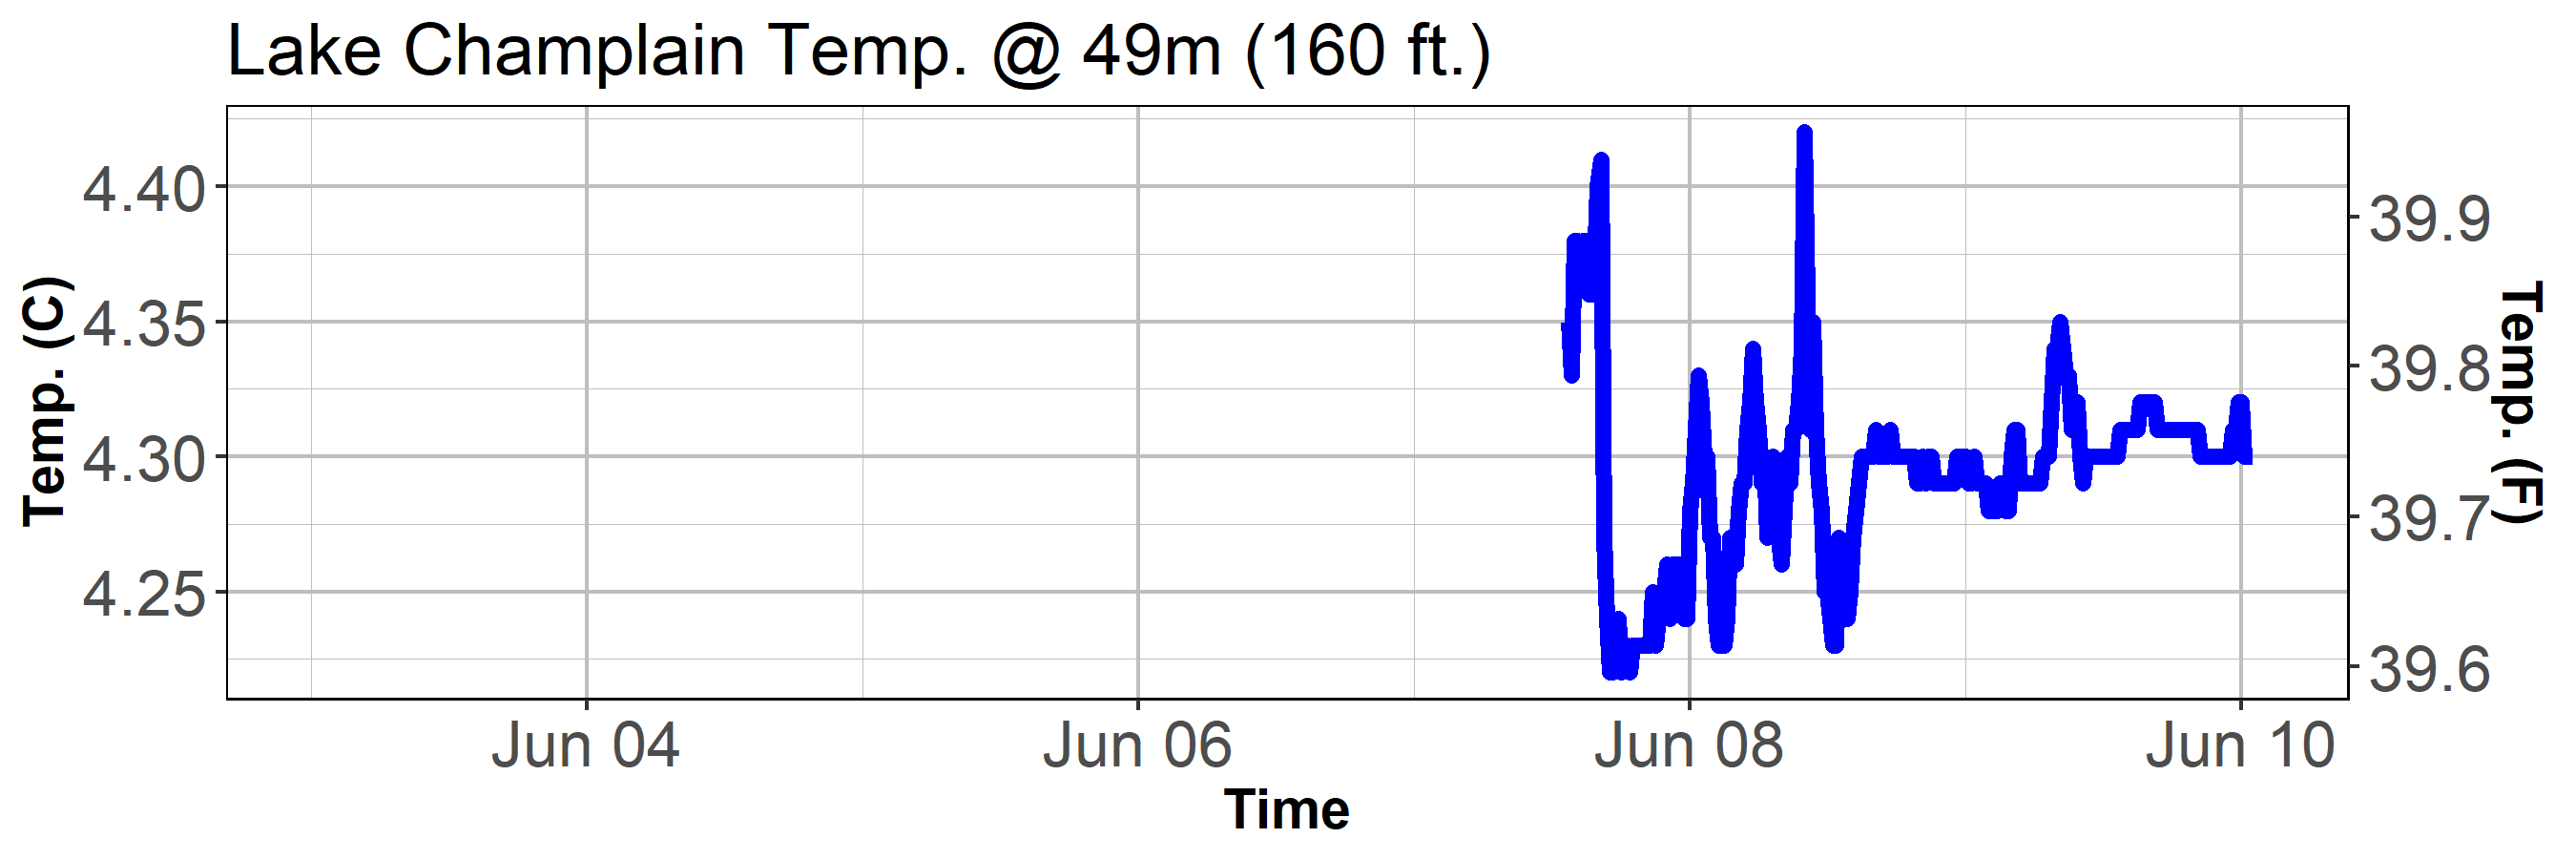 Lake Champlain Temp. @ 49m (160 ft.)
Temp. (C)
4.40
4.35
4.30
4.25
39.9
39.8
39.7
39.6
Temp. (F)
Jun 04
Jun 06
Jun 08
Jun 10
Time